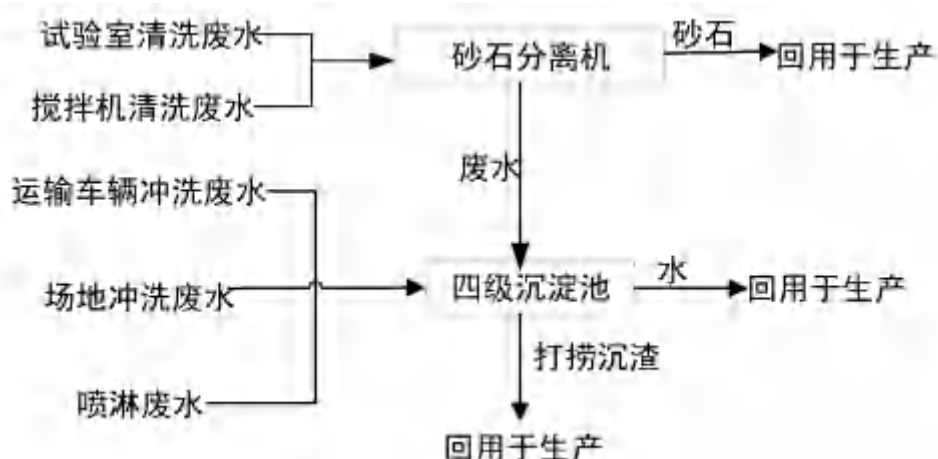 试验室清洗废水
搅拌机清洗废水
砂石分离机
砂石
回用于生产
废水
运输车辆冲洗废水
场地冲洗废水
喷淋废水
四级沉淀池
水
回用于生产
打捞沉渣
回用于生产